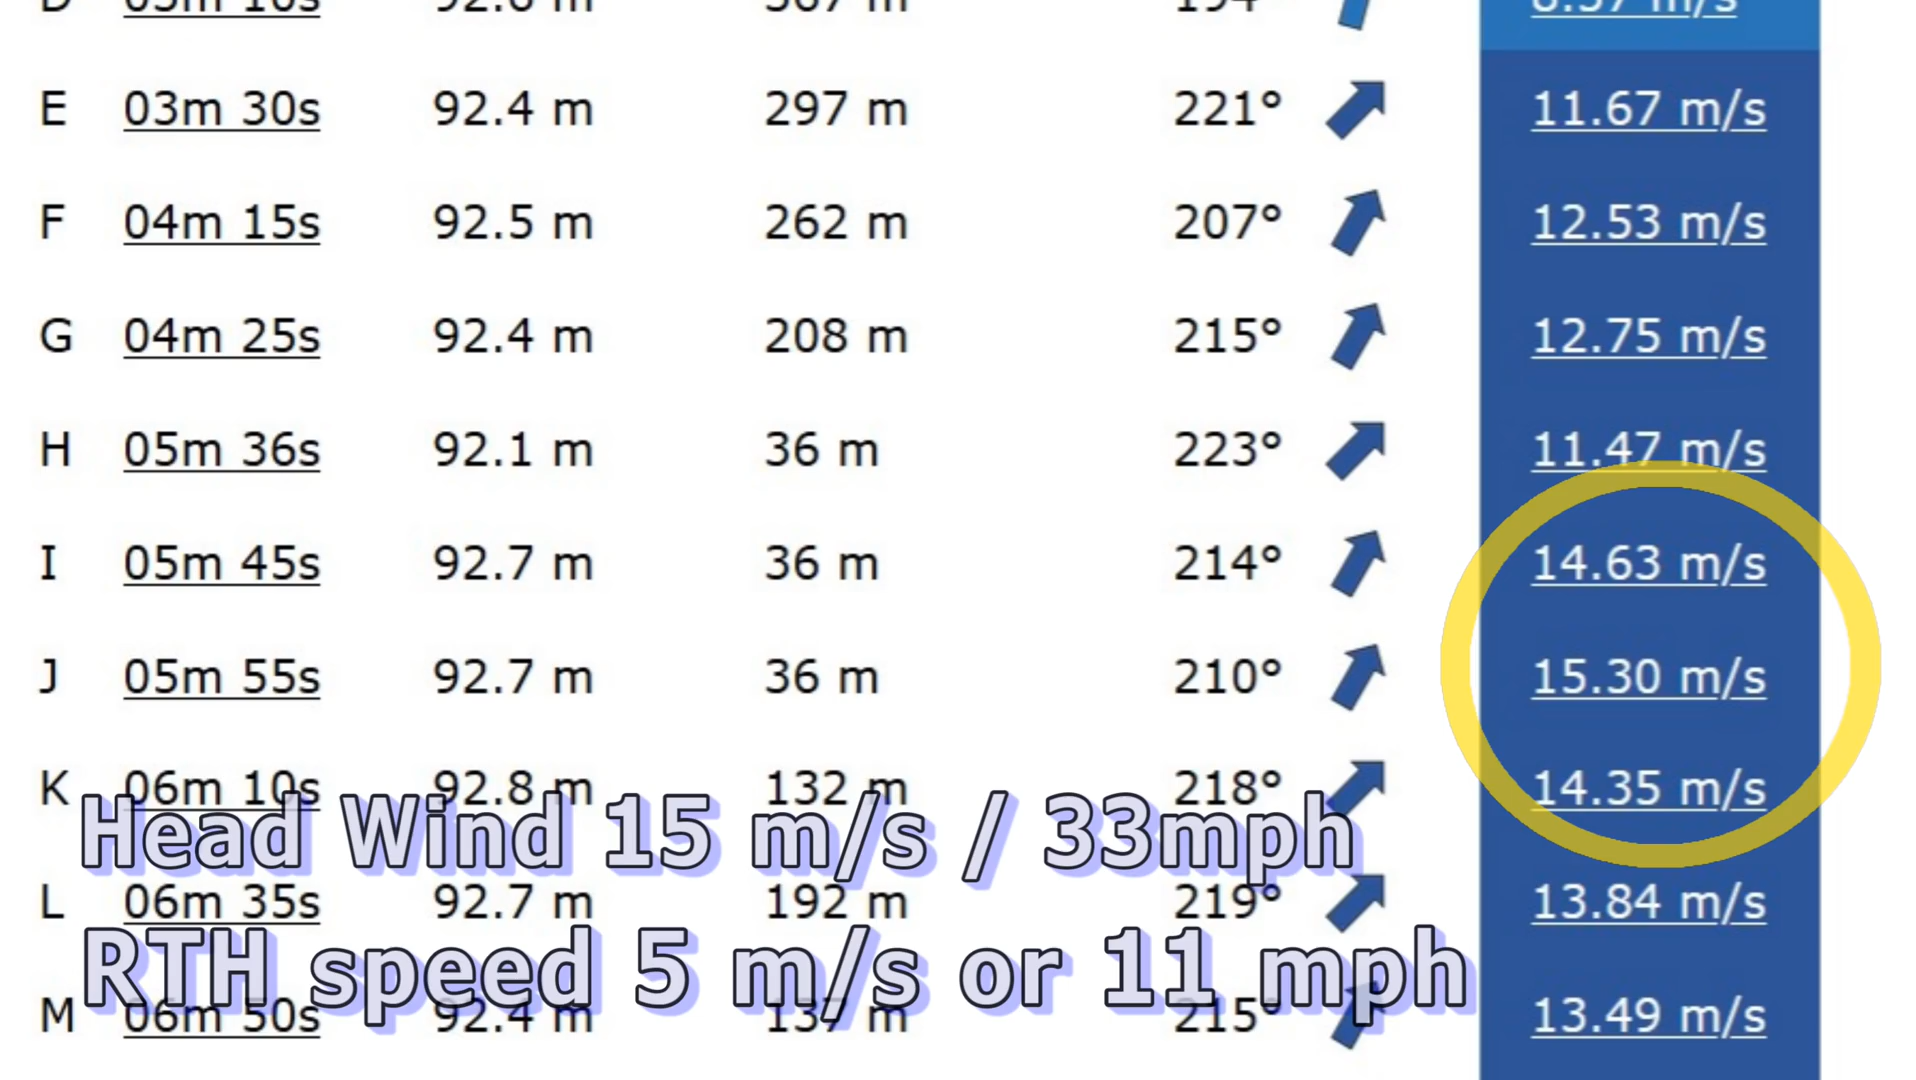 E 03m 30s 92.4 m 297 m 221° 11.67 m/s
F 04m 15s 92.5 m 262 m 207° 12.53 m/s
G 04m 25s 92.4 m 208 m 215° 12.75 m/s
H 05m 36s 92.1 m 36 m 223° 11.47 m/s
I 05m 45s 92.7 m 36 m 214° 14.63 m/s
J 05m 55s 92.7 m 36 m 210° 15.30 m/s
K 06m 10s 92.8 m 132 m 218° 14.35 m/s
Head Wind 15 m/s / 33mph
L 06m 35s 92.7 m 192 m 219° 13.84 m/s
RTH speed 5 m/s or 11 mph
M 06m 50s 92.4 m 137 m 215° 13.49 m/s